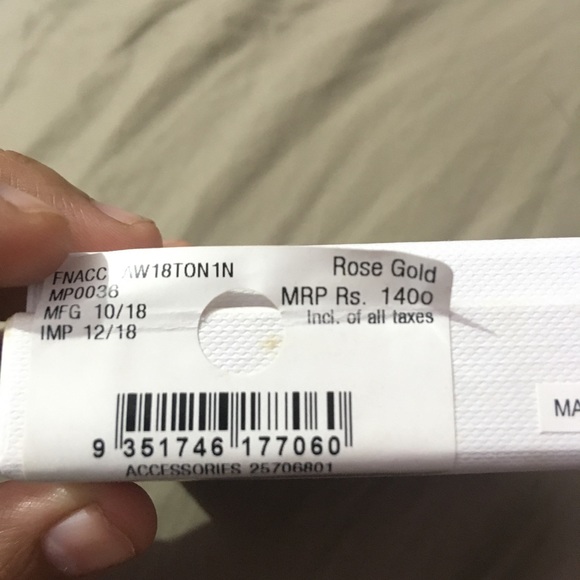 FNACC AW18TON1N
MP0036
MFG 10/18
IMP 12/18
Rose Gold
MRP Rs. 1400
Incl. of all taxes
9 351746 177060
ACCESSORIES 25706801
MA